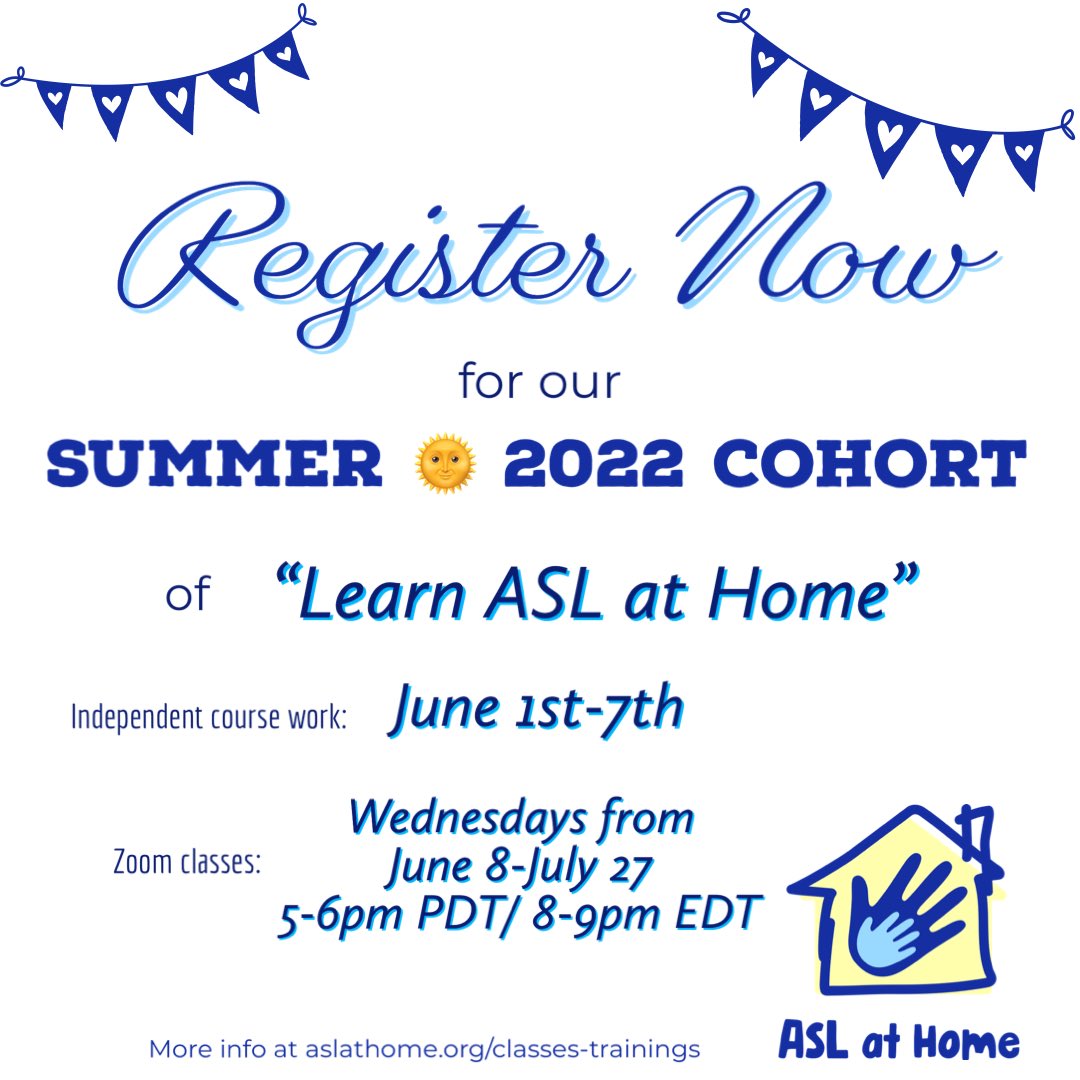 Register Now
for our
SUMMER 🌞 2022 COHORT
of “Learn ASL at Home”
Independent course work: June 1st-7th
Zoom classes: Wednesdays from
June 8-July 27
5-6pm PDT/ 8-9pm EDT
ASL at Home
More info at aslathome.org/classes-trainings